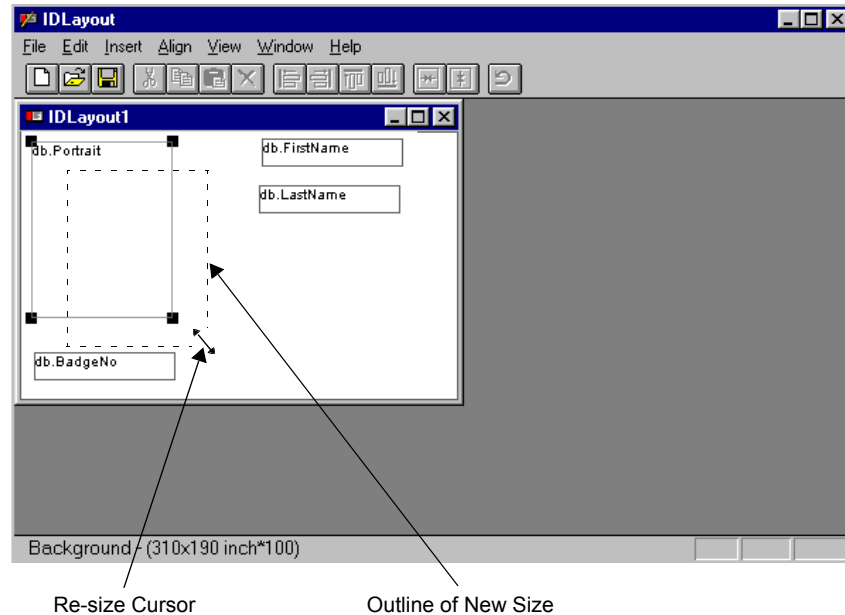 IDLayout
File Edit Insert Align View Window Help
IDLayout1
db.Portrait
db.FirstName
db.LastName
db.BadgeNo
Background - (310x190 inch*100)
Re-size Cursor
Outline of New Size